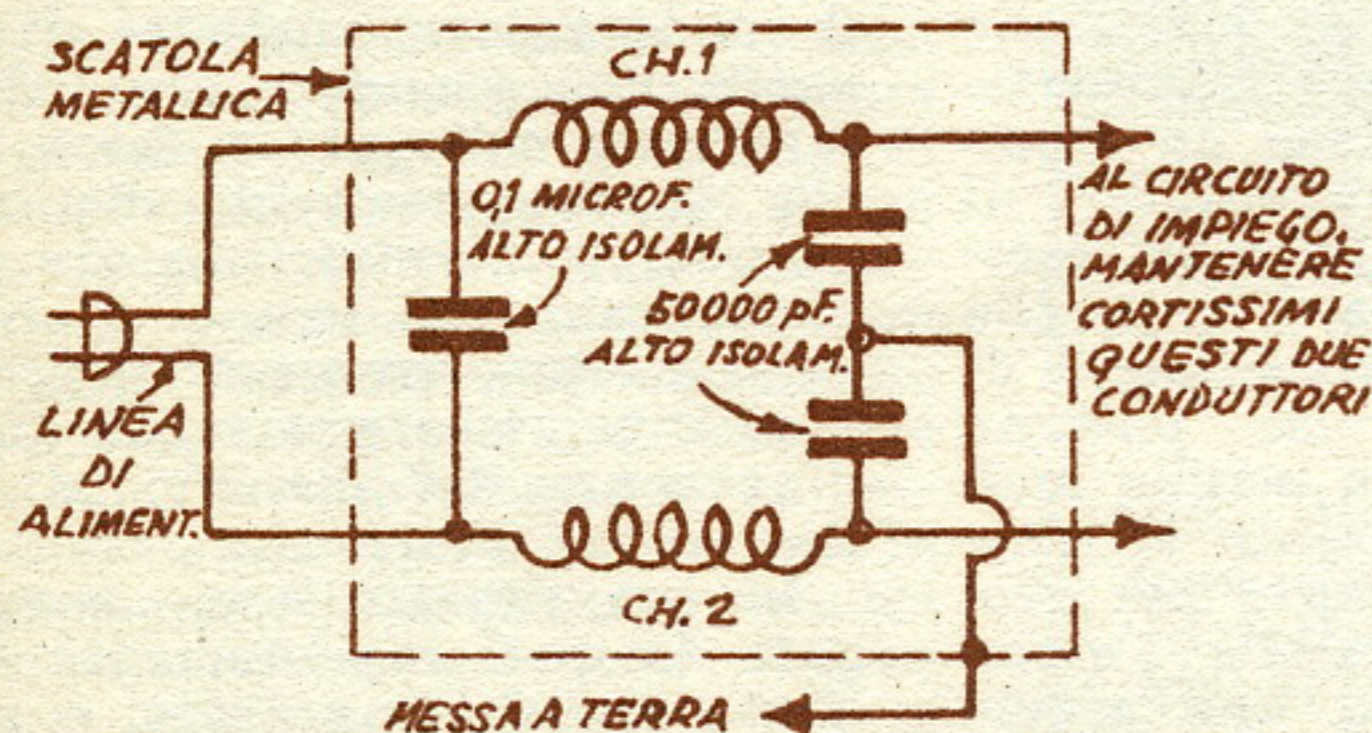 SCATOLA
METALLICA
CH.1
0,1 MICROF.
ALTO ISOLAM.
50000 pF.
ALTO ISOLAM.
AL CIRCUITO
DI IMPIEGO.
MANTENERE
CORTISSIMI
QUESTI DUE
CONDUTTORI
LINEA
DI
ALIMENT.
CH.2
MESSA A TERRA